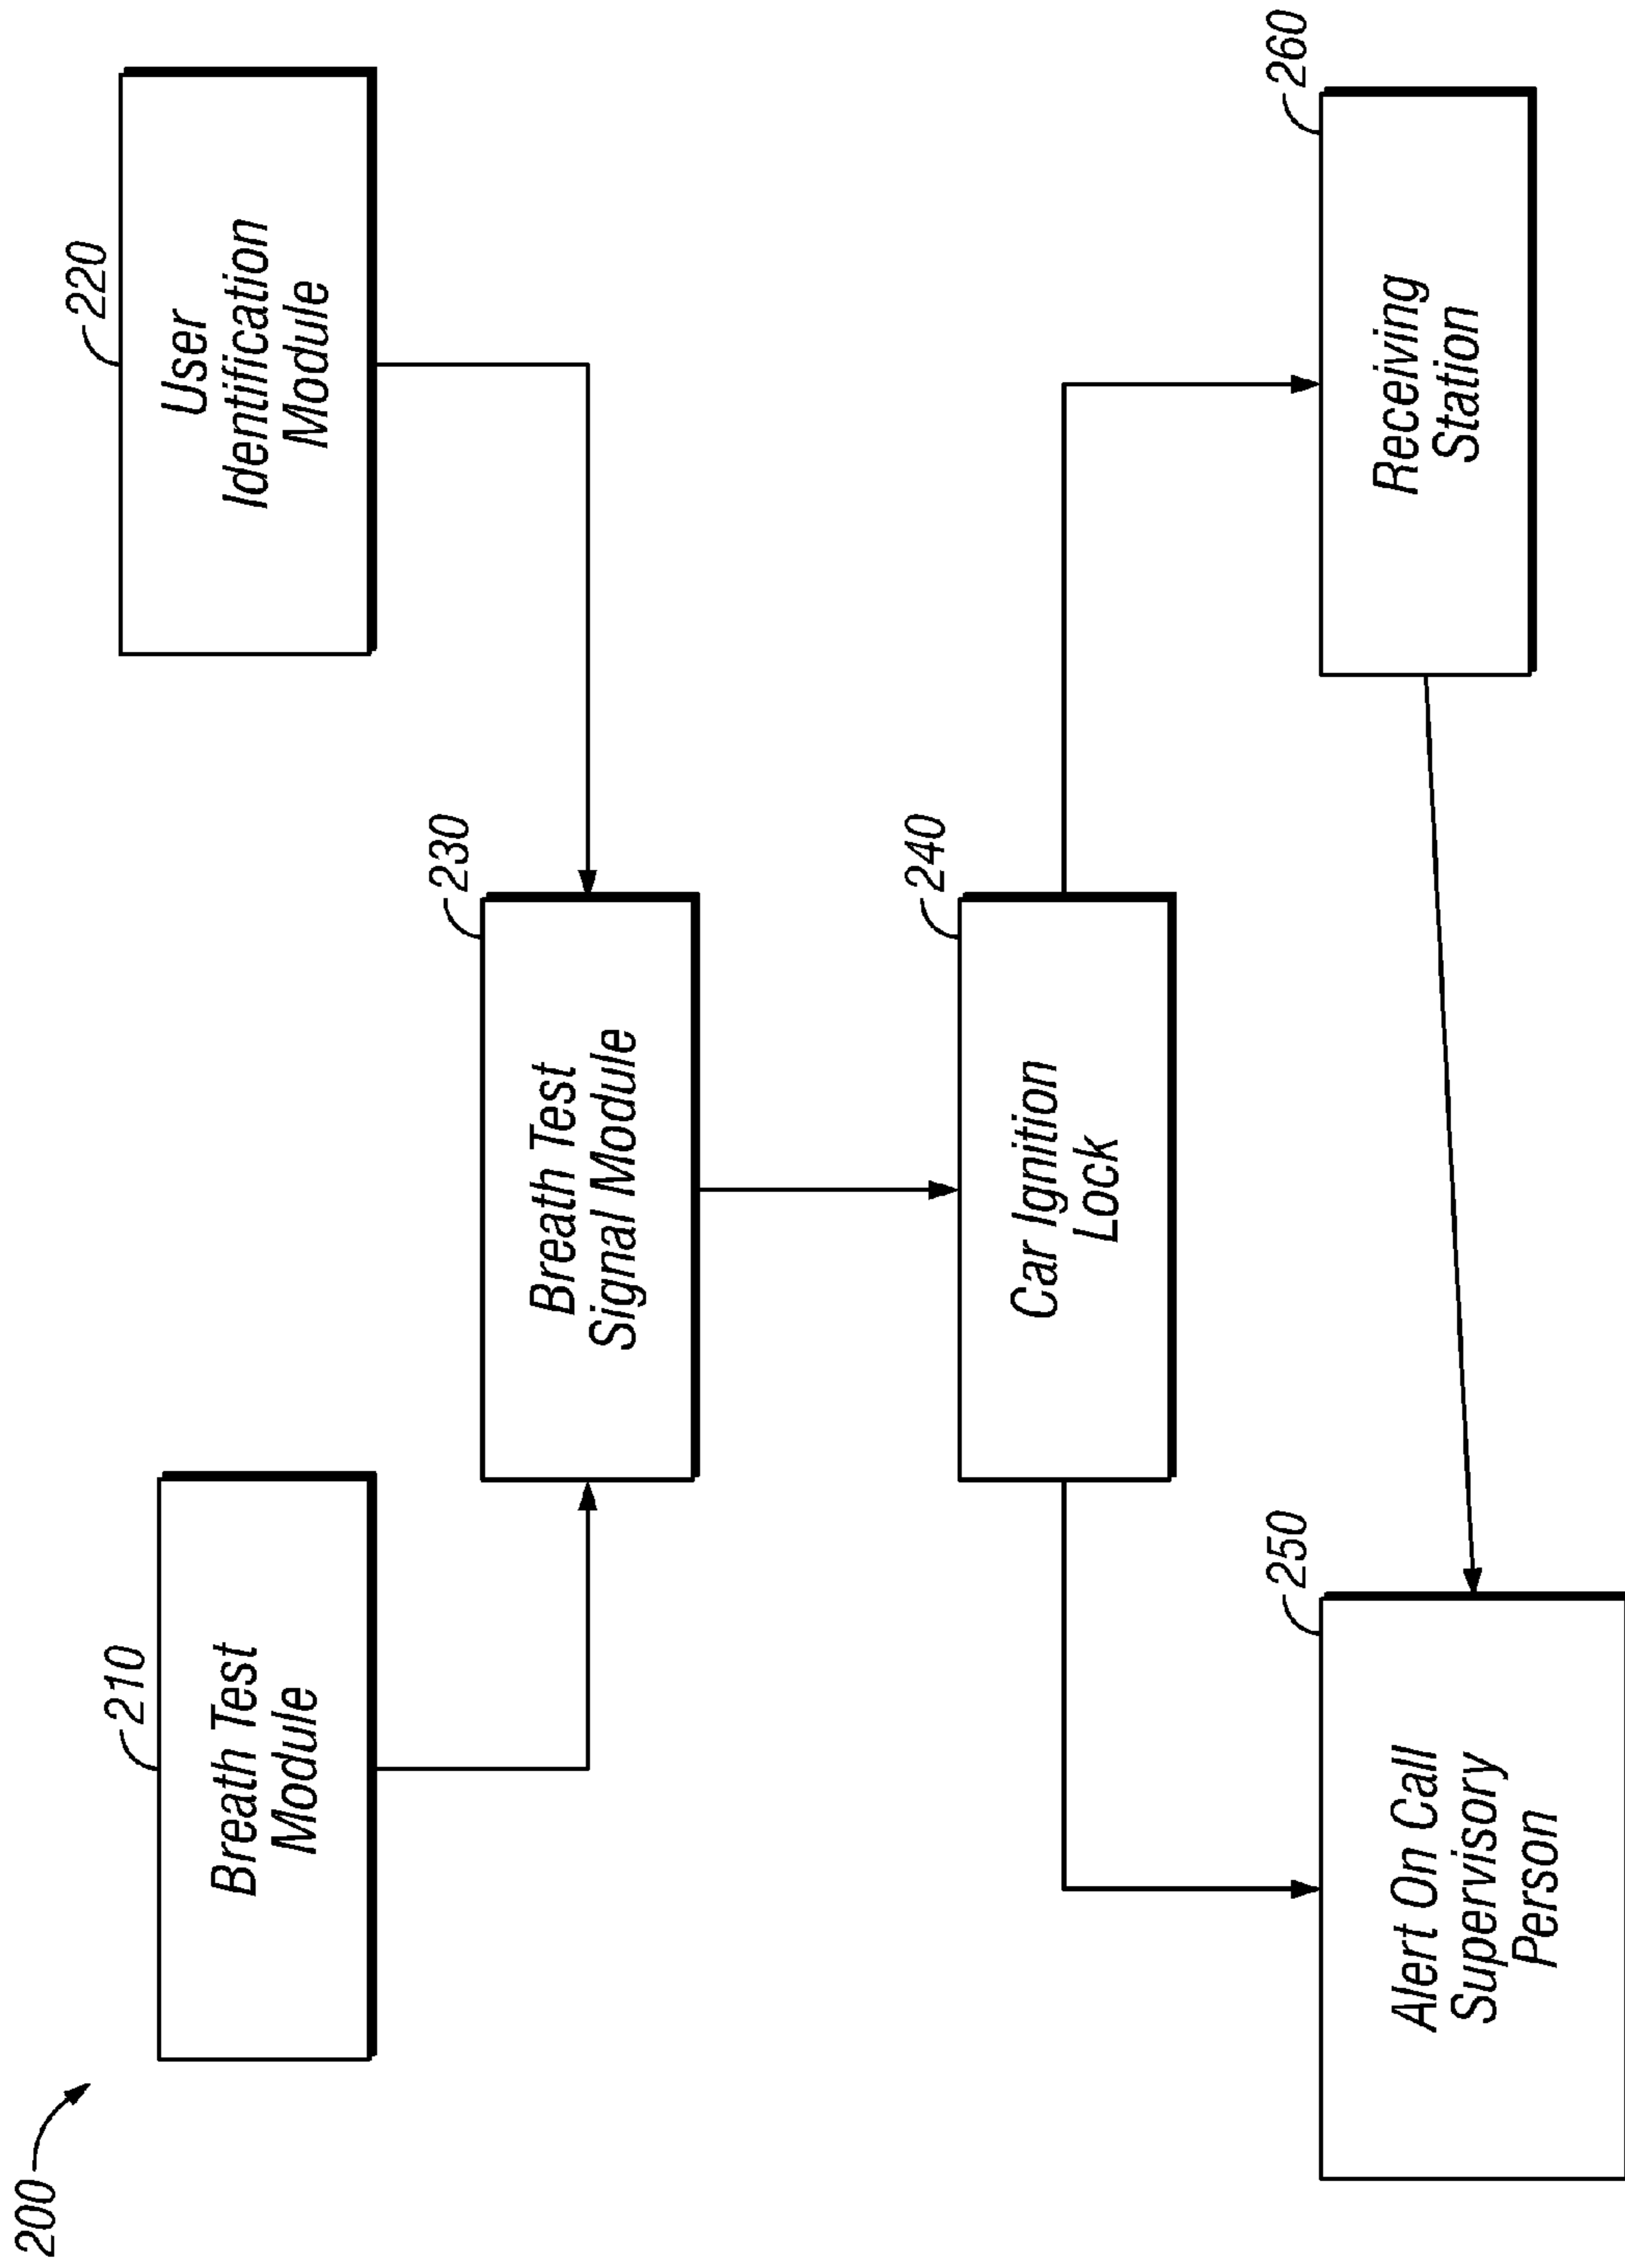 200
210
Breath Test
Module
220
User
Identification
Module
230
Breath Test
Signal Module
240
Car Ignition
Lock
250
Alert On Call
Supervisory
Person
260
Receiving
Station